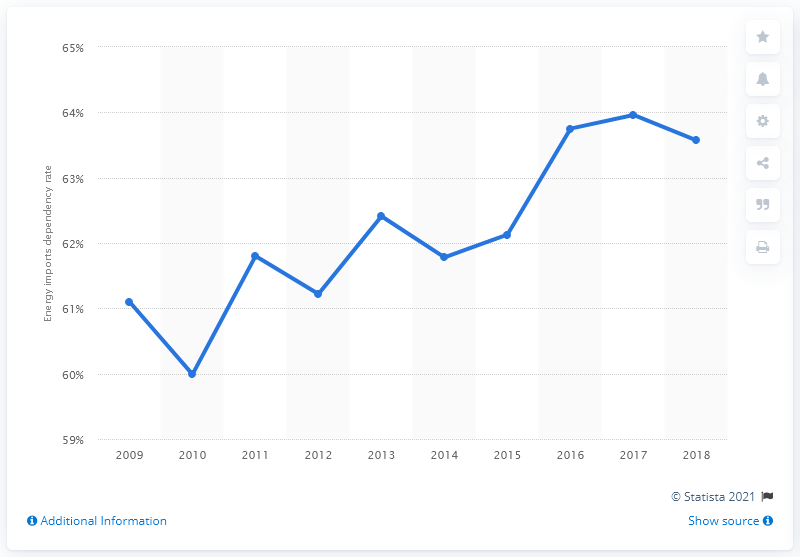 65%
64%
63%
62%
61%
60%
59%
Energy imports dependency rate
2009 2010 2011 2012 2013 2014 2015 2016 2017 2018
© Statista 2021
Additional Information Show source